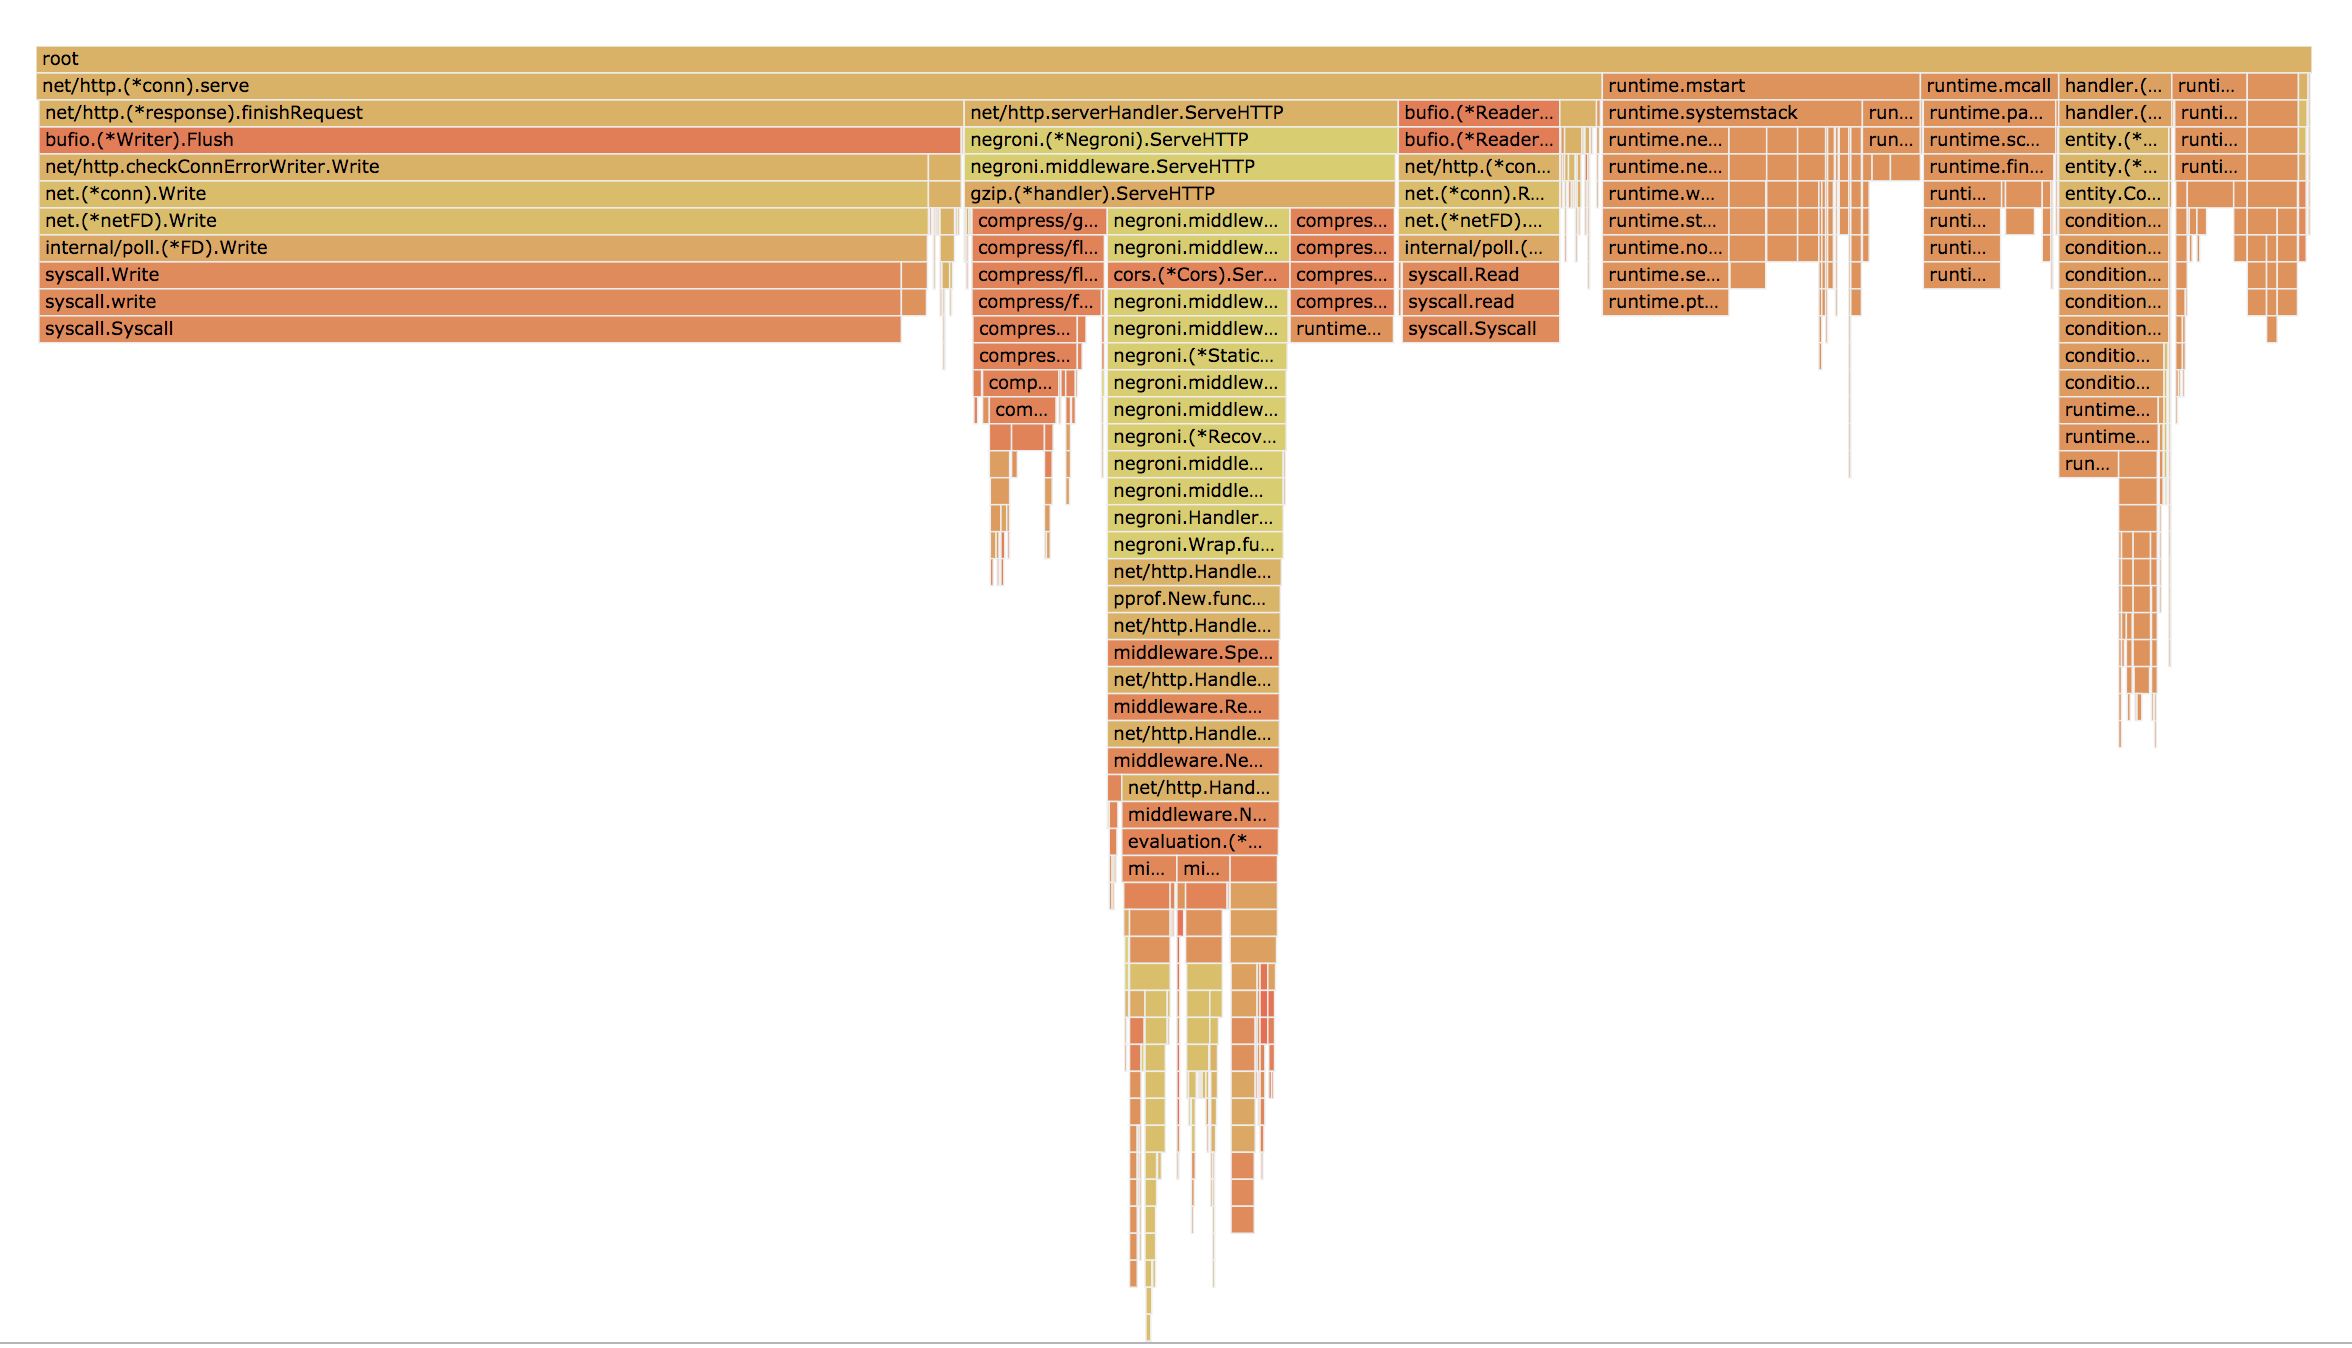 root
net/http.(*conn).serve runtime.mstart runtime.mcall handler.(... runti...
net/http.(*response).finishRequest net/http.serverHandler.ServeHTTP bufio.(*Reader... runtime.systemstack run... runtime.pa... handler.(... runti...
bufio.(*Writer).Flush negroni.(*Negroni).ServeHTTP bufio.(*Reader... runtime.ne... run... runtime.sc... entity.(*... runti...
net/http.checkConnErrorWriter.Write negroni.middleware.ServeHTTP net/http.(*con... runtime.ne... runtime.fin... entity.(*... runti...
net.(*conn).Write gzip.(*handler).ServeHTTP net.(*conn).R... runtime.w... runti... entity.Co...
net.(*netFD).Write compress/g... negroni.middlew... compres... net.(*netFD).... runtime.st... runti... condition...
internal/poll.(*FD).Write compress/fl... negroni.middlew... compres... internal/poll.(... runtime.no... runti... condition...
syscall.Write compress/fl... cors.(*Cors).Ser... compres... syscall.Read runtime.se... runti... condition...
syscall.write compress/f... negroni.middlew... compres... syscall.read runtime.pt... condition...
syscall.Syscall compres... negroni.middlew... runtime... syscall.Syscall condition...
compres... negroni.(*Static... conditio...
comp... negroni.middlew... conditio...
com... negroni.middlew... runtime...
negroni.(*Recov... runtime...
negroni.middle... run...
negroni.middle...
negroni.Handler...
negroni.Wrap.fu...
net/http.Handle...
pprof.New.func...
net/http.Handle...
middleware.Spe...
net/http.Handle...
middleware.Re...
net/http.Handle...
middleware.Ne...
net/http.Hand...
middleware.N...
evaluation.(*...
mi... mi...